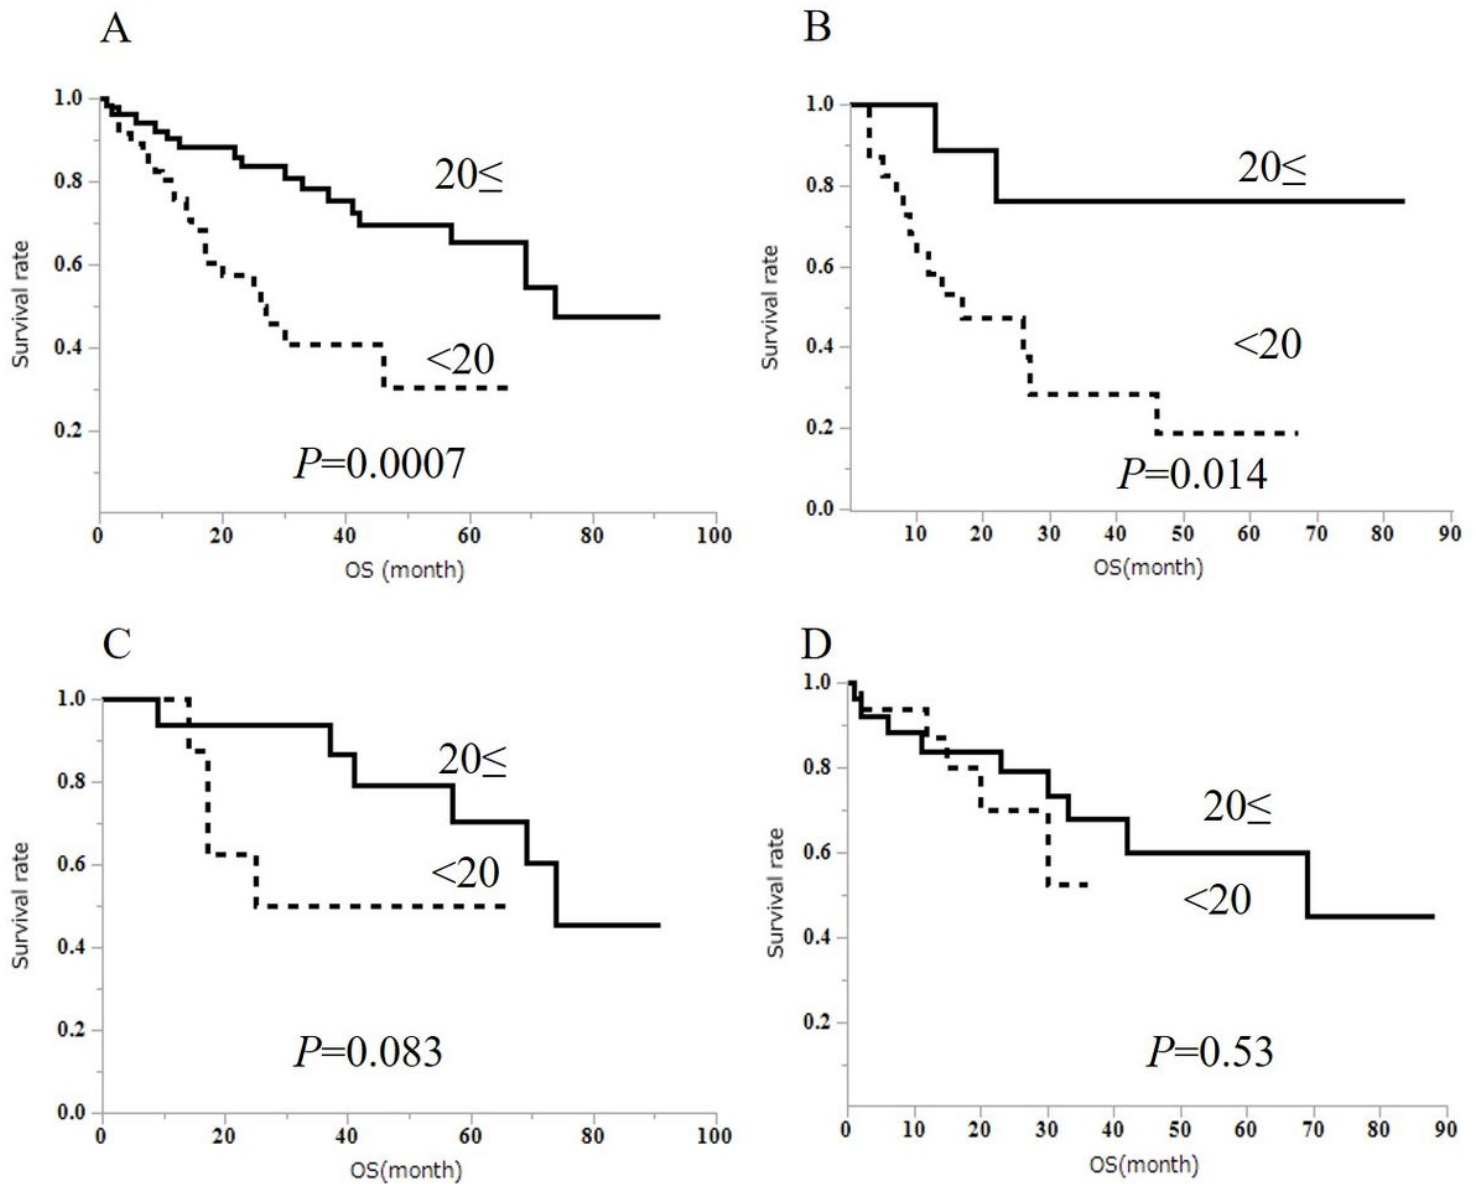 A
Survival rate
1.0
0.8
0.6
0.4
0.2
20≤
<20
P=0.0007
0 20 40 60 80 100
OS (month)
B
Survival rate
1.0
0.8
0.6
0.4
0.2
0.0
20≤
<20
P=0.014
10 20 30 40 50 60 70 80 90
OS(month)
C
Survival rate
1.0
0.8
0.6
0.4
0.2
0.0
20≤
<20
P=0.083
0 20 40 60 80 100
OS(month)
D
Survival rate
1.0
0.8
0.6
0.4
0.2
20≤
<20
P=0.53
0 10 20 30 40 50 60 70 80 90
OS(month)